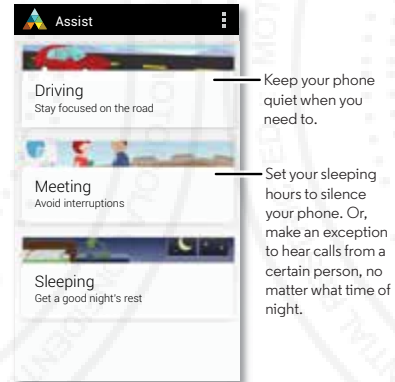 Assist
Driving
Stay focused on the road
Keep your phone
quiet when you
need to.
Meeting
Avoid interruptions
Set your sleeping
hours to silence
your phone. Or,
make an exception
to hear calls from a
certain person, no
matter what time of
night.
Sleeping
Get a good night's rest